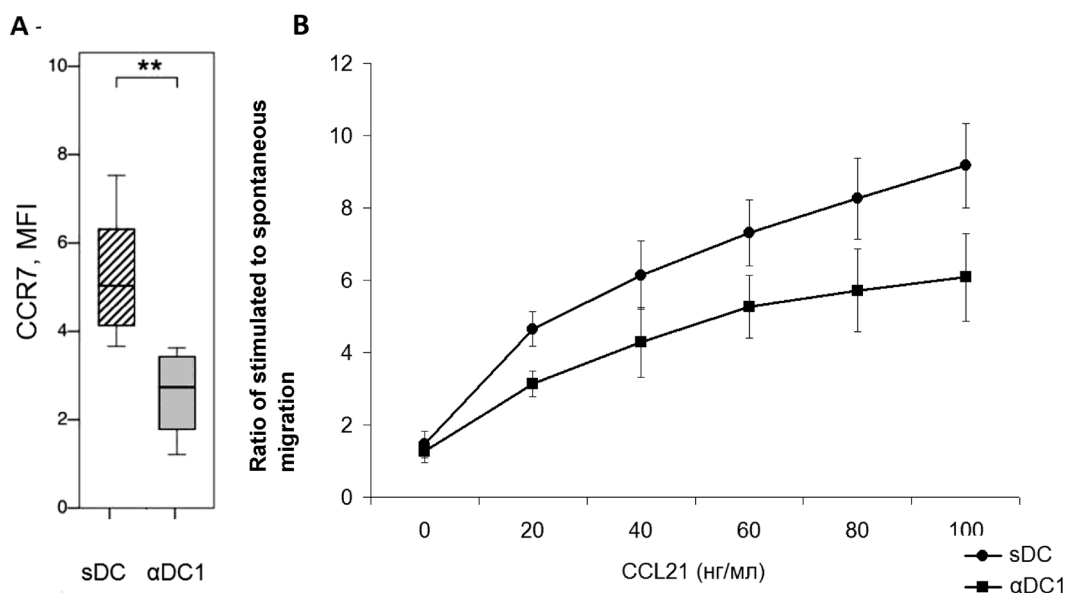 A -
CCR7, MFI
10
8
6
4
2
0
**
sDC αDC1
B
Ratio of stimulated to spontaneous
migration
12
10
8
6
4
2
0
0 20 40 60 80 100
CCL21 (нг/мл)
sDC
αDC1